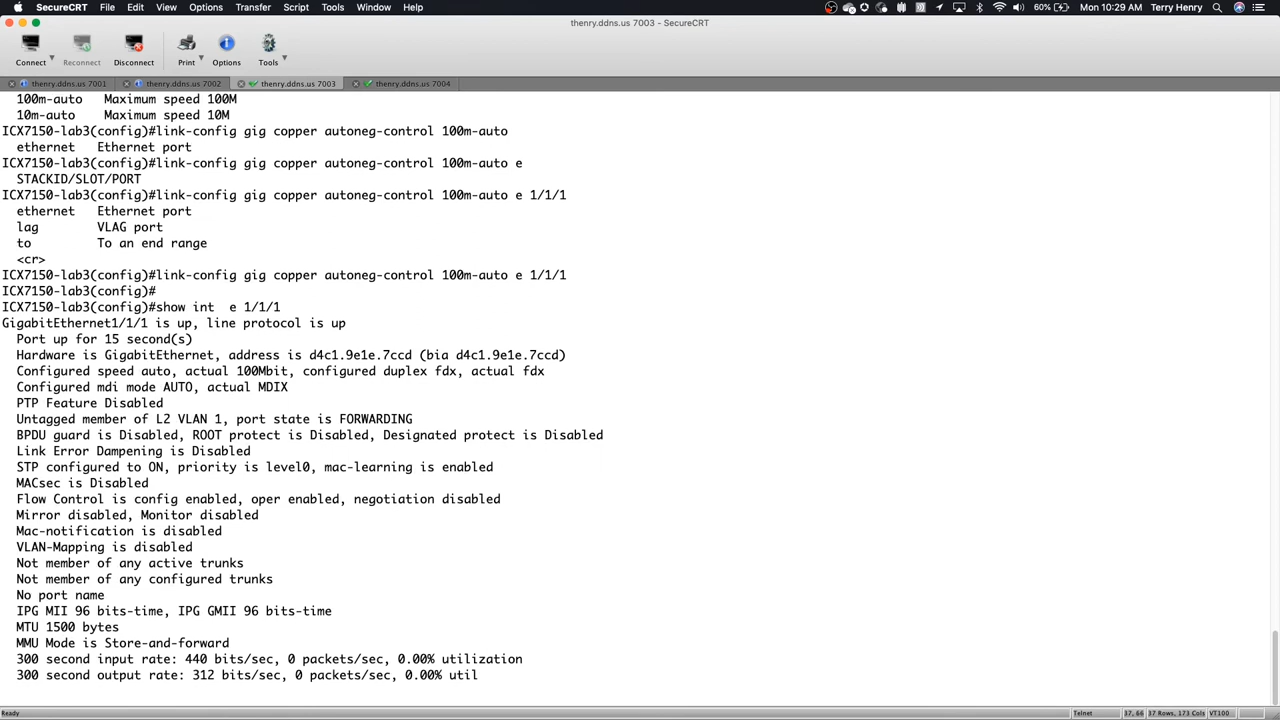 SecureCRT File Edit View Options Transfer Script Tools Window Help 60% Mon 10:29 AM Terry Henry
thenry.ddns.us 7003 - SecureCRT
Connect Reconnect Disconnect Print Options Tools
thenry.ddns.us 7001 thenry.ddns.us 7002 thenry.ddns.us 7003 thenry.ddns.us 7004
100m-auto Maximum speed 100M
10m-auto Maximum speed 10M
ICX7150-lab3(config)#link-config gig copper autoneg-control 100m-auto
ethernet Ethernet port
ICX7150-lab3(config)#link-config gig copper autoneg-control 100m-auto e
STACKID/SLOT/PORT
ICX7150-lab3(config)#link-config gig copper autoneg-control 100m-auto e 1/1/1
ethernet Ethernet port
lag VLAG port
to To an end range
<cr>
ICX7150-lab3(config)#link-config gig copper autoneg-control 100m-auto e 1/1/1
ICX7150-lab3(config)#
ICX7150-lab3(config)#show int e 1/1/1
GigabitEthernet1/1/1 is up, line protocol is up
Port up for 15 second(s)
Hardware is GigabitEthernet, address is d4c1.9e1e.7ccd (bia d4c1.9e1e.7ccd)
Configured speed auto, actual 100Mbit, configured duplex fdx, actual fdx
Configured mdi mode AUTO, actual MDIX
PTP Feature Disabled
Untagged member of L2 VLAN 1, port state is FORWARDING
BPDU guard is Disabled, ROOT protect is Disabled, Designated protect is Disabled
Link Error Dampening is Disabled
STP configured to ON, priority is level0, mac-learning is enabled
MACsec is Disabled
Flow Control is config enabled, oper enabled, negotiation disabled
Mirror disabled, Monitor disabled
Mac-notification is disabled
VLAN-Mapping is disabled
Not member of any active trunks
Not member of any configured trunks
No port name
IPG MII 96 bits-time, IPG GMII 96 bits-time
MTU 1500 bytes
MMU Mode is Store-and-forward
300 second input rate: 440 bits/sec, 0 packets/sec, 0.00% utilization
300 second output rate: 312 bits/sec, 0 packets/sec, 0.00% util
Ready Telnet 37, 66 37 Rows, 173 Cols VT100